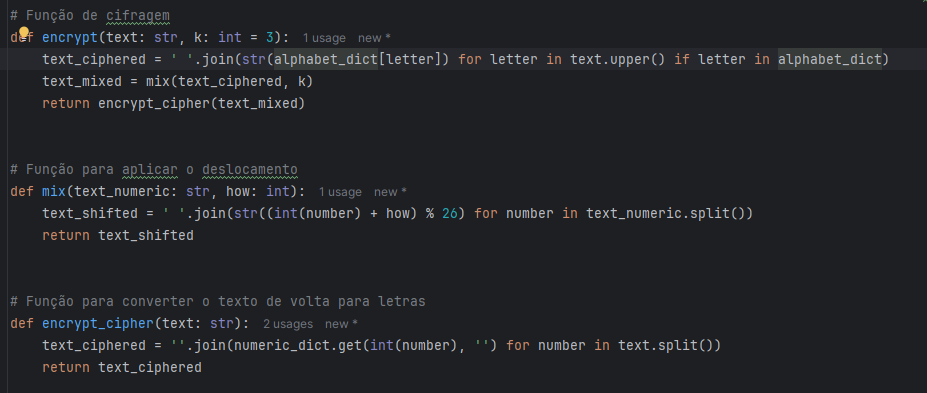 # Função de cifragem
def encrypt(text: str, k: int = 3): 1 usage new *
    text_ciphered = ' '.join(str(alphabet_dict[letter]) for letter in text.upper() if letter in alphabet_dict)
    text_mixed = mix(text_ciphered, k)
    return encrypt_cipher(text_mixed)
# Função para aplicar o deslocamento
def mix(text_numeric: str, how: int): 1 usage new *
    text_shifted = ' '.join(str((int(number) + how) % 26) for number in text_numeric.split())
    return text_shifted
# Função para converter o texto de volta para letras
def encrypt_cipher(text: str): 2 usages new *
    text_ciphered = ''.join(numeric_dict.get(int(number), '') for number in text.split())
    return text_ciphered